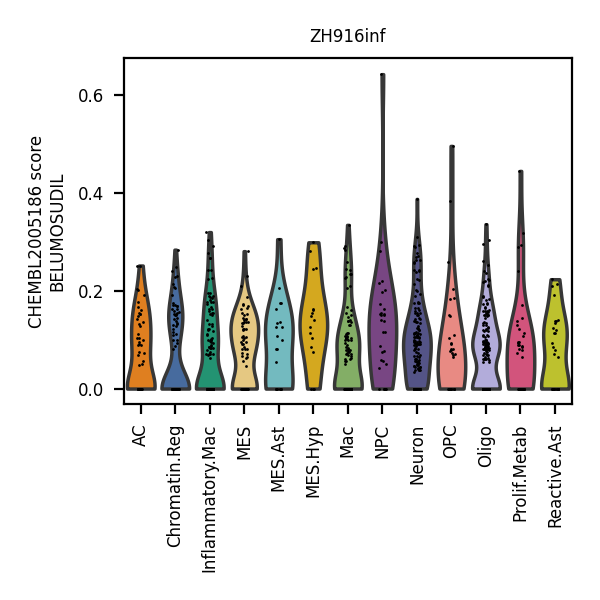 ZH916inf
CHEMBL2005186 score
BELUMOSUDIL
0.6
0.4
0.2
0.0
AC
Chromatin.Reg
Inflammatory.Mac
MES
MES.Ast
MES.Hyp
Mac
NPC
Neuron
OPC
Oligo
Prolif.Metab
Reactive.Ast